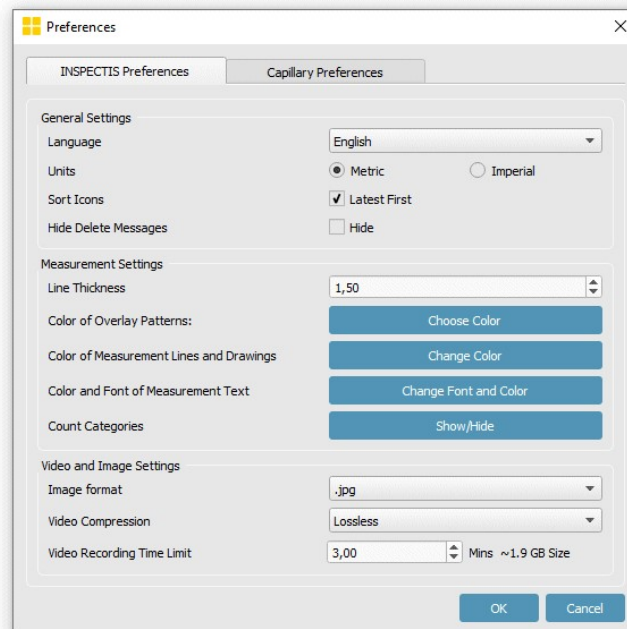 Preferences
INSPECTIS Preferences Capillary Preferences
General Settings
Language English
Units Metric Imperial
Sort Icons Latest First
Hide Delete Messages Hide
Measurement Settings
Line Thickness 1,50
Color of Overlay Patterns: Choose Color
Color of Measurement Lines and Drawings Change Color
Color and Font of Measurement Text Change Font and Color
Count Categories Show/Hide
Video and Image Settings
Image format .jpg
Video Compression Lossless
Video Recording Time Limit 3,00 Mins ~1.9 GB Size
OK Cancel